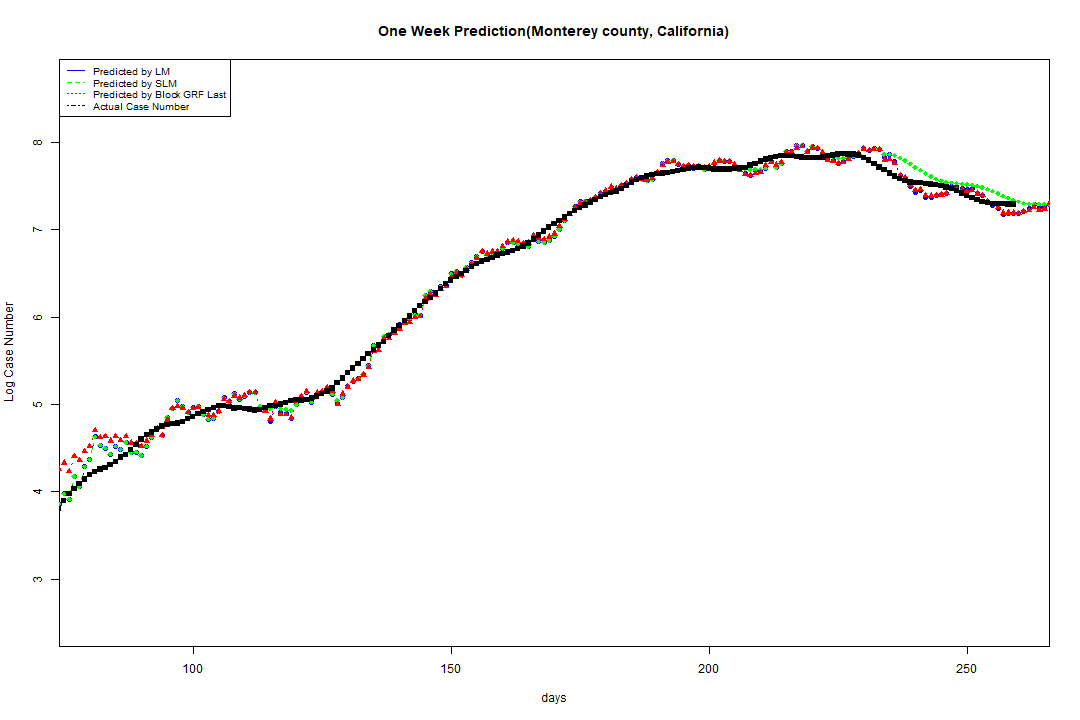 One Week Prediction(Monterey county, California)
Predicted by LM
Predicted by SLM
Predicted by Block GRF Last
Actual Case Number
8
7
6
5
4
3
Log Case Number
100 150 200 250
days